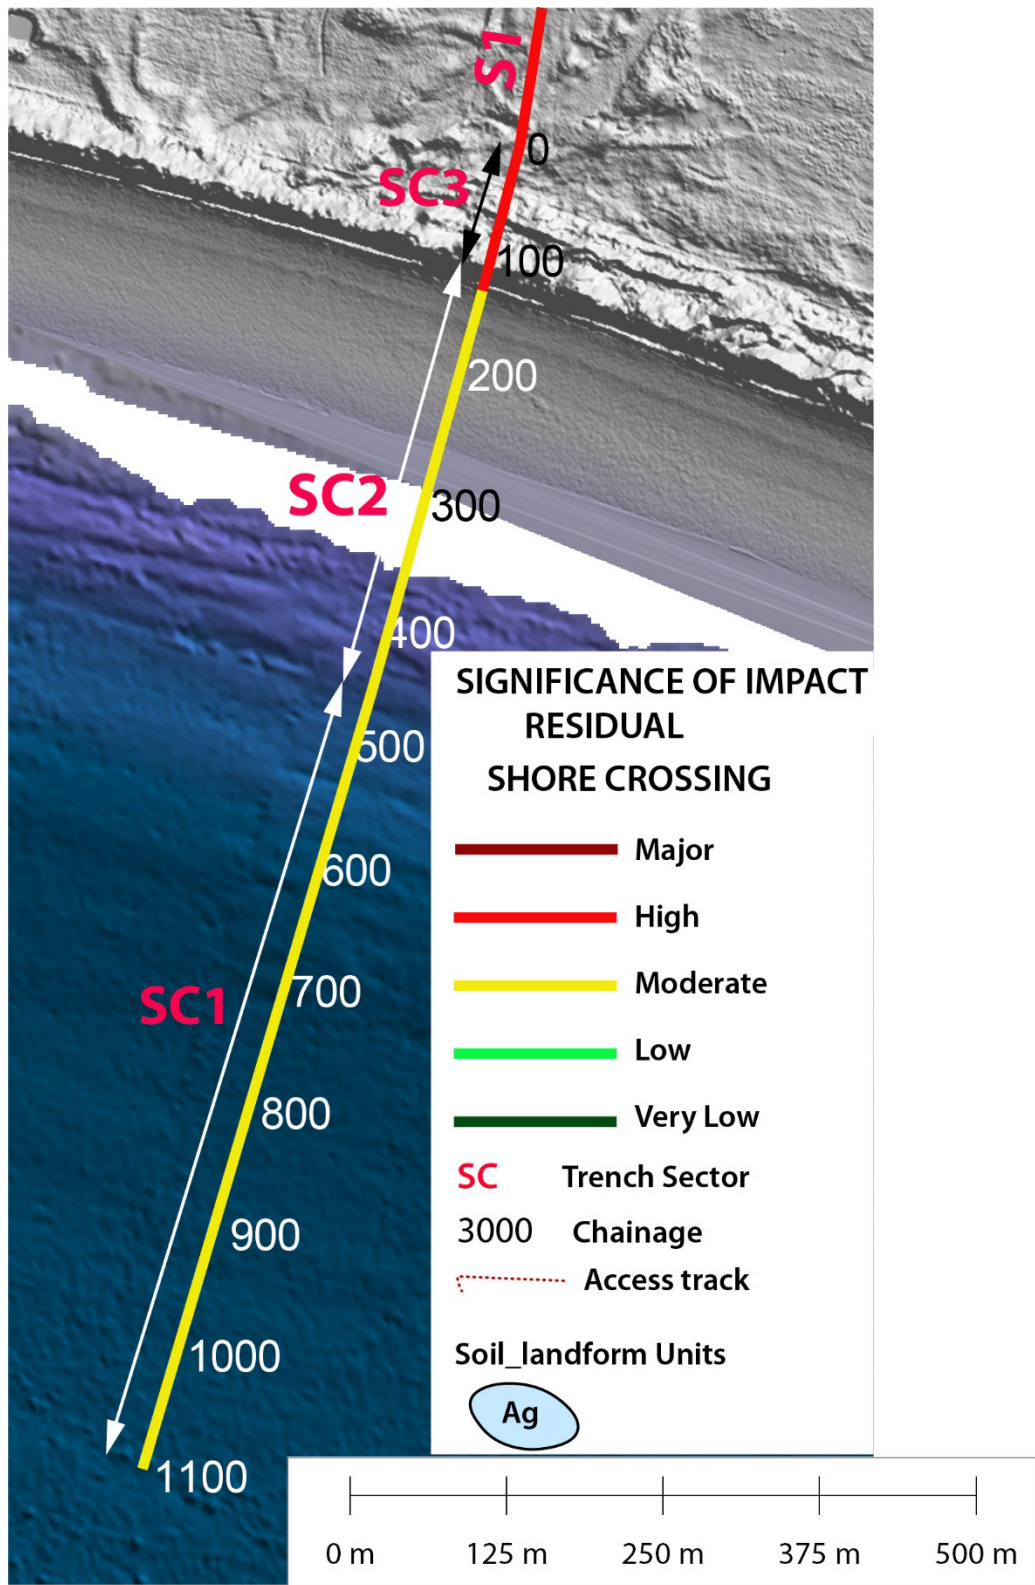 S1
0
SC3
100
200
SC2
300
400
500
600
SC1
700
800
900
1000
1100
SIGNIFICANCE OF IMPACT
RESIDUAL
SHORE CROSSING
Major
High
Moderate
Low
Very Low
SC Trench Sector
3000 Chainage
Access track
Soil_landform Units
Ag
0 m 125 m 250 m 375 m 500 m